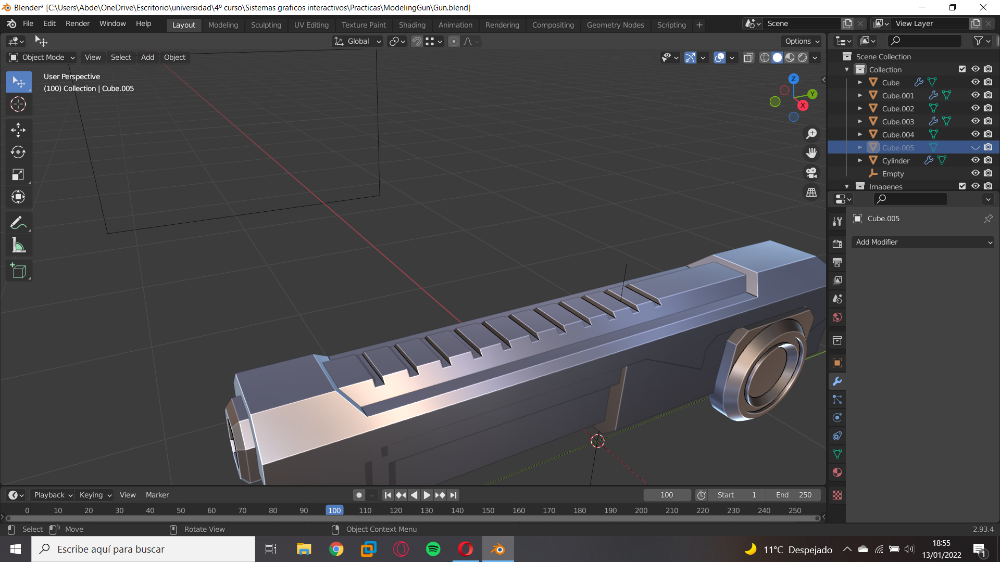 Blender* [C:\Users\Abde\OneDrive\Escritorio\universidad\4º curso\Sistemas graficos interactivos\Practicas\ModelingGun\Gun.blend]
File Edit Render Window Help Layout Modeling Sculpting UV Editing Texture Paint Shading Animation Rendering Compositing Geometry Nodes Scripting + Scene View Layer
Global Options
Object Mode View Select Add Object
User Perspective
(100) Collection | Cube.005
Z
Y
X
Scene Collection
Collection
Cube
Cube.001
Cube.002
Cube.003
Cube.004
Cube.005
Cylinder
Empty
Imagenes
Cube.005
Add Modifier
Playback Keying View Marker 100 Start 1 End 250
0 10 20 30 40 50 60 70 80 90 100 110 120 130 140 150 160 170 180 190 200 210 220 230 240 250
Select Move Rotate View Object Context Menu 2.93.4
Escribe aquí para buscar
11°C Despejado
18:55
13/01/2022
1